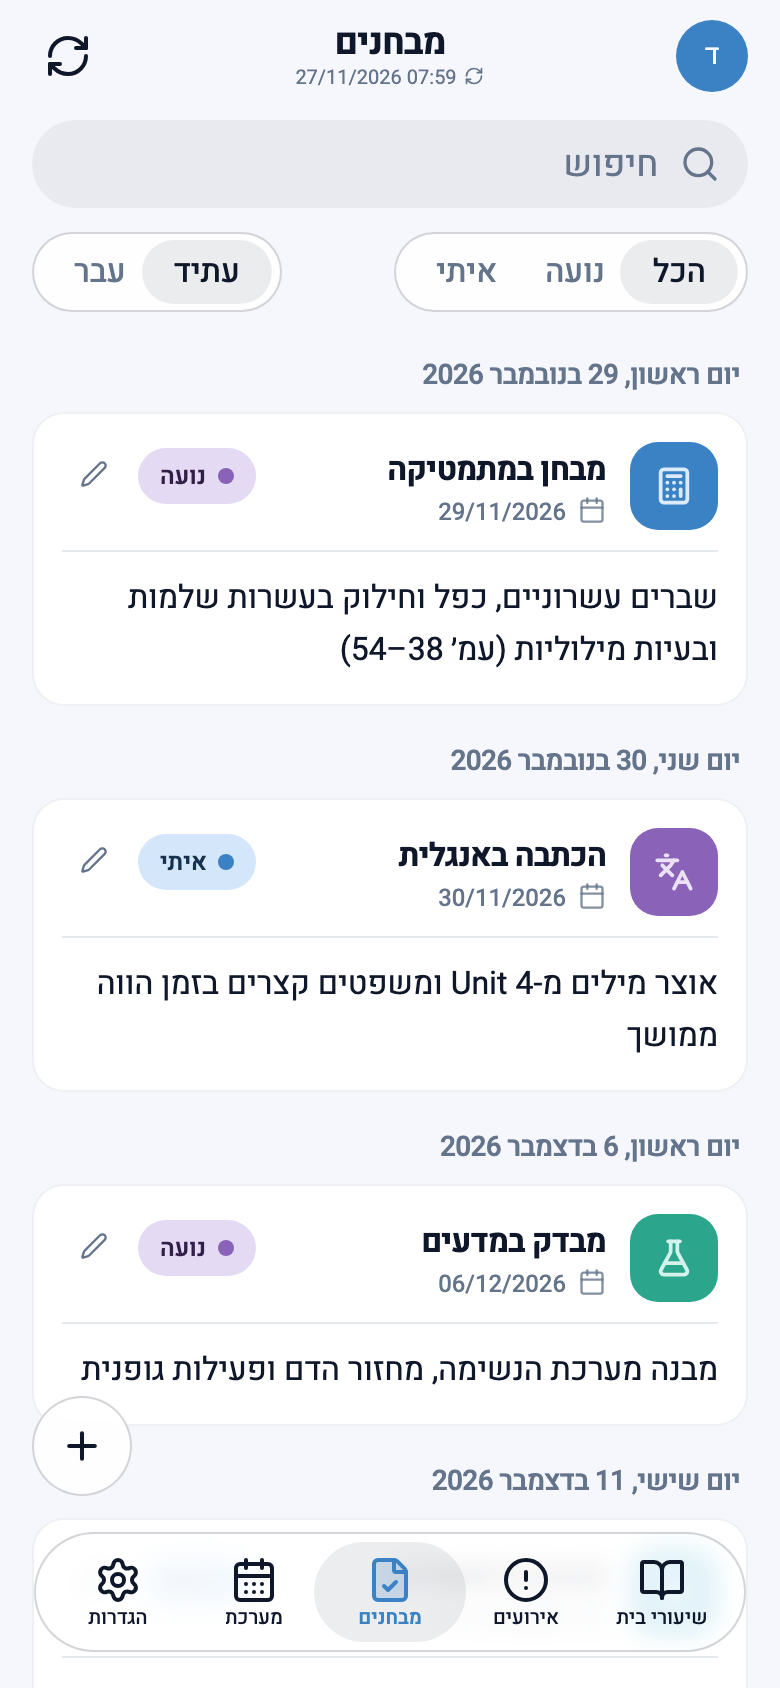 ד
מבחנים
27/11/2026 07:59
חיפוש
הכל
נועה
איתי
עתיד
עבר
יום ראשון, 29 בנובמבר 2026
מבחן במתמטיקה
29/11/2026
נועה
שברים עשרוניים, כפל וחילוק בעשרות שלמות
ובעיות מילוליות (עמ׳ 38–54)
יום שני, 30 בנובמבר 2026
הכתבה באנגלית
30/11/2026
איתי
אוצר מילים מ-Unit 4 ומשפטים קצרים בזמן הווה
ממושך
יום ראשון, 6 בדצמבר 2026
מבדק במדעים
06/12/2026
נועה
מבנה מערכת הנשימה, מחזור הדם ופעילות גופנית
יום שישי, 11 בדצמבר 2026
שיעורי בית
אירועים
מבחנים
מערכת
הגדרות